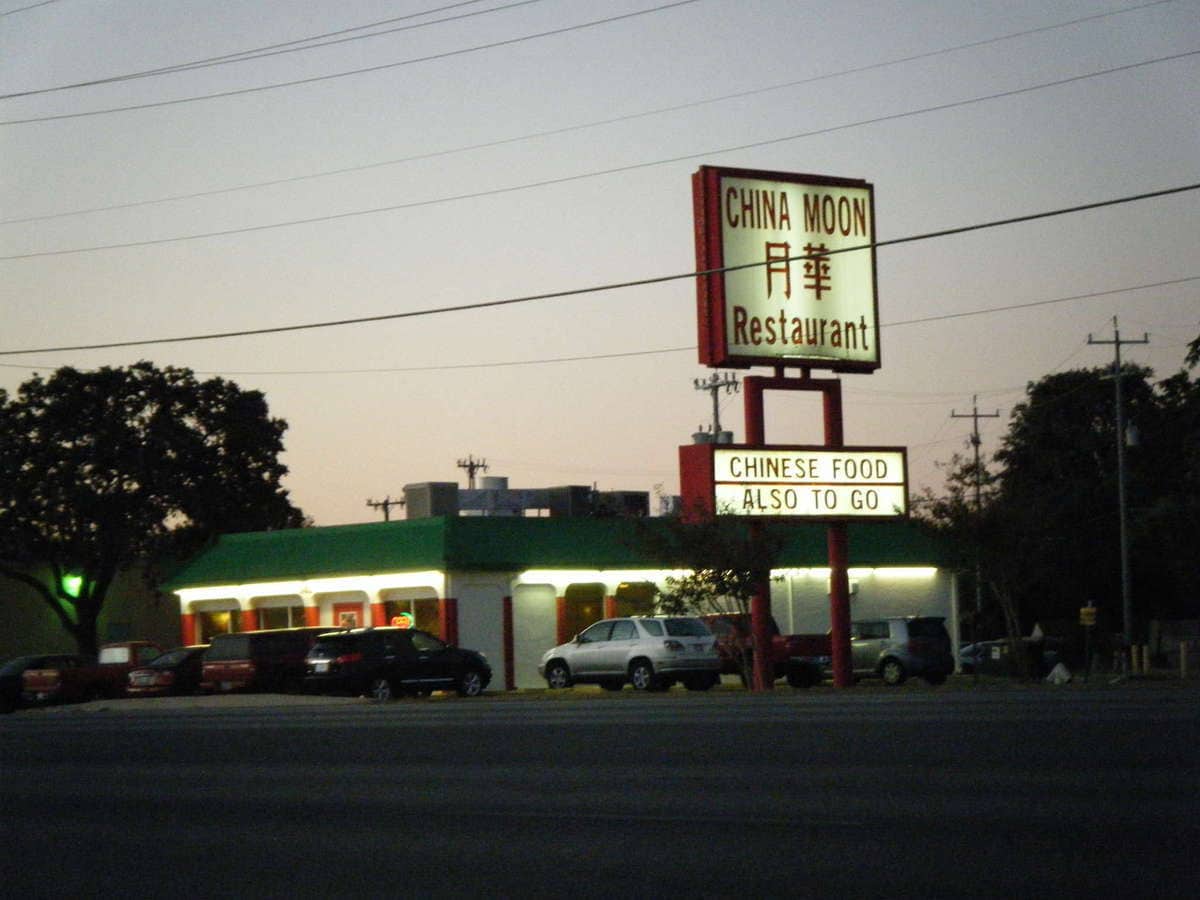 CHINA MOON
月華
Restaurant
CHINESE FOOD
ALSO TO GO